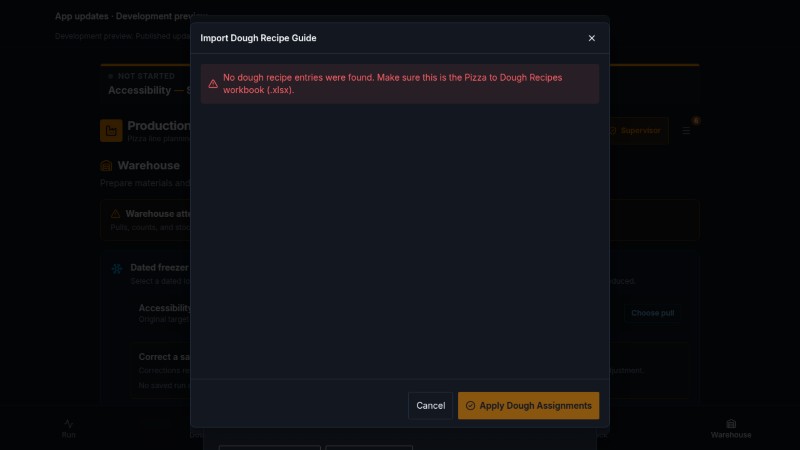 App updates · Development preview
Development preview. Published upda
Import Dough Recipe Guide
No dough recipe entries were found. Make sure this is the Pizza to Dough Recipes
workbook (.xlsx).
NOT STARTED
Accessibility — S
Production
Pizza line plannin
Supervisor
Warehouse
Prepare materials and
Warehouse atte
Pulls, counts, and
Dated freezer
Select a dated
Accessibility
Original target
Choose pull
Correct a sa
Corrections
No saved run
Cancel
Apply Dough Assignments
Run
Warehouse